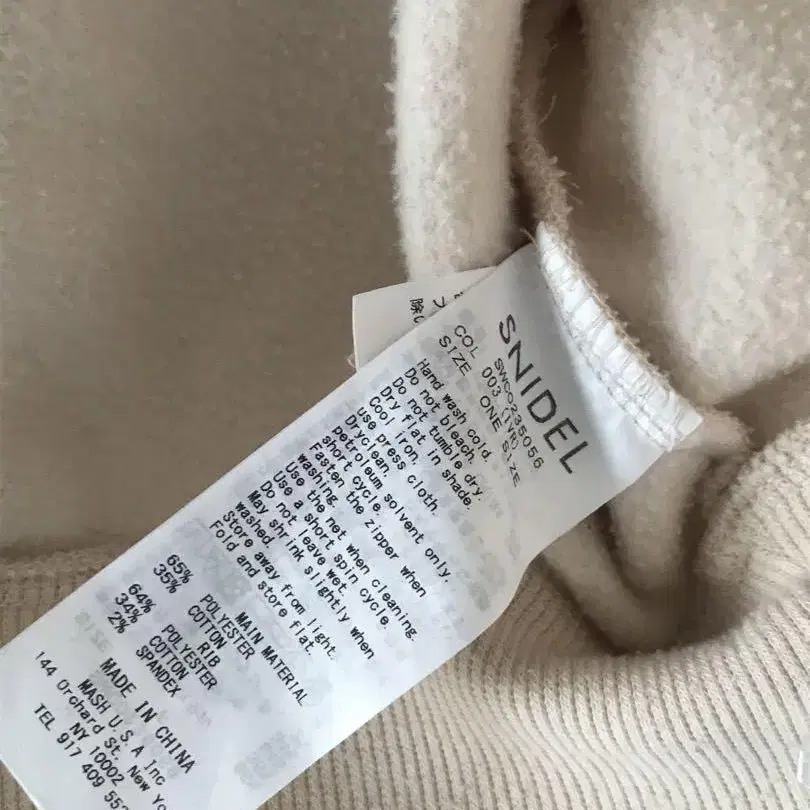 SNIDEL
SWCO235056
COL 003 (IVR)
SIZE ONE SIZE
Hand wash cold.
Do not bleach.
Do not tumble dry.
Dry flat in shade.
Cool iron,
use press cloth.
Dryclean,
petroleum solvent only.
short cycle.
Fasten the zipper when
washing.
Use the net when cleaning.
Use a short spin cycle.
Do not leave wet.
May shrink slightly when
washed.
Store away from light.
Fold and store flat.
MAIN MATERIAL
65% POLYESTER
35% COTTON
RIB
64% POLYESTER
34% COTTON
2% SPANDEX
MADE IN CHINA
MASH U.S.A Inc
144 Orchard St. New Yo
NY 10002
TEL 917 409 55